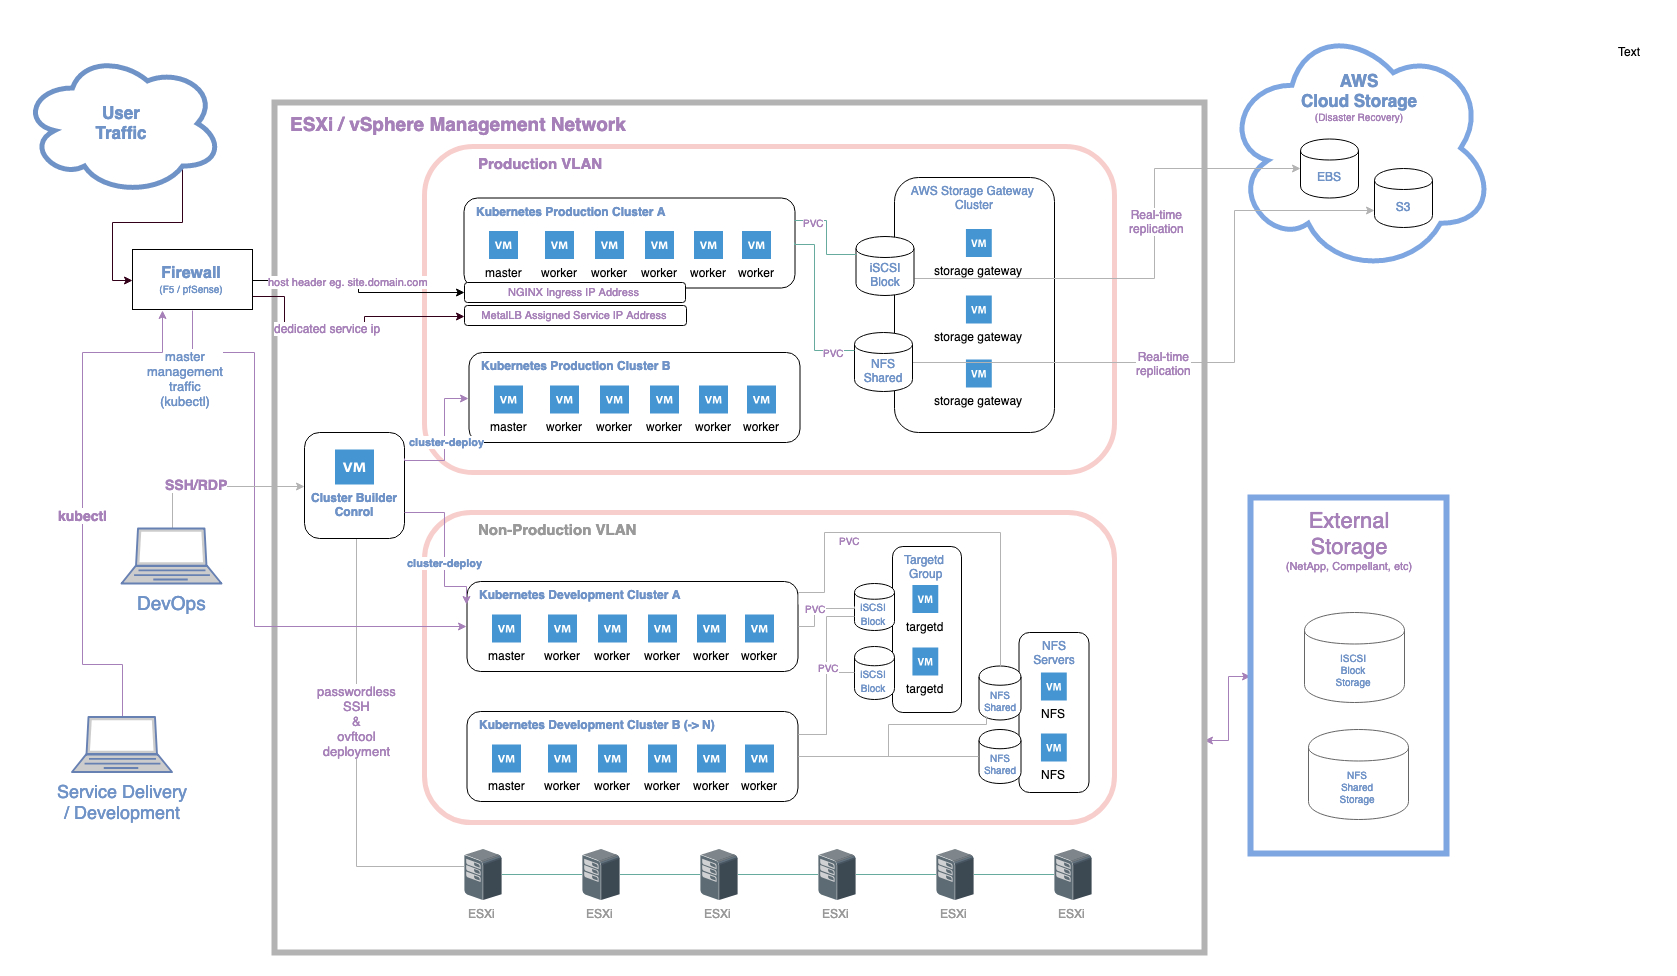 Text
User
Traffic
AWS
Cloud Storage
(Disaster Recovery)
EBS
S3
ESXi / vSphere Management Network
Production VLAN
Kubernetes Production Cluster A
VM
VM
VM
VM
VM
VM
master
worker
worker
worker
worker
worker
NGINX Ingress IP Address
MetalLB Assigned Service IP Address
PVC
PVC
AWS Storage Gateway
Cluster
VM
storage gateway
VM
storage gateway
VM
storage gateway
iSCSI
Block
NFS
Shared
Real-time
replication
Real-time
replication
Firewall
(F5 / pfSense)
host header eg. site.domain.com
dedicated service ip
master
management
traffic
(kubectl)
Kubernetes Production Cluster B
VM
VM
VM
VM
VM
VM
master
worker
worker
worker
worker
worker
cluster-deploy
VM
Cluster Builder
Conrol
SSH/RDP
kubectl
DevOps
cluster-deploy
Non-Production VLAN
Kubernetes Development Cluster A
VM
VM
VM
VM
VM
VM
master
worker
worker
worker
worker
worker
PVC
PVC
PVC
Targetd
Group
VM
targetd
VM
targetd
iSCSI
Block
iSCSI
Block
NFS
Servers
VM
NFS
VM
NFS
NFS
Shared
NFS
Shared
Kubernetes Development Cluster B (-> N)
VM
VM
VM
VM
VM
VM
master
worker
worker
worker
worker
worker
passwordless
SSH
&
ovftool
deployment
Service Delivery
/ Development
External
Storage
(NetApp, Compellant, etc)
iSCSI
Block
Storage
NFS
Shared
Storage
ESXi
ESXi
ESXi
ESXi
ESXi
ESXi